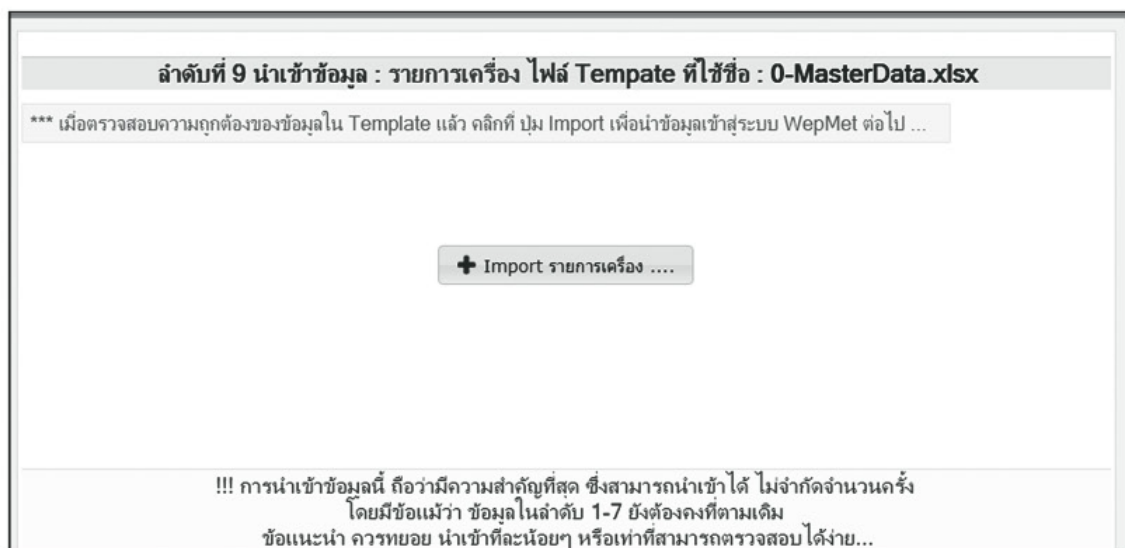 ลำดับที่ 9 นำเข้าข้อมูล : รายการเครื่อง ไฟล์ Tempate ที่ใช้ชื่อ : 0-MasterData.xlsx
*** เมื่อตรวจสอบความถูกต้องของข้อมูลใน Template แล้ว คลิกที่ ปุ่ม Import เพื่อนำข้อมูลเข้าสู่ระบบ WepMet ต่อไป ...
+ Import รายการเครื่อง ....
!!! การนำเข้าข้อมูลนี้ ถือว่ามีความสำคัญที่สุด ซึ่งสามารถนำเข้าได้ ไม่จำกัดจำนวนครั้ง
โดยมีข้อแม้ว่า ข้อมูลในลำดับ 1-7 ยังต้องคงที่ตามเดิม
ข้อแนะนำ ควรทยอย นำเข้าทีละน้อยๆ หรือเท่าที่สามารถตรวจสอบได้ง่าย...